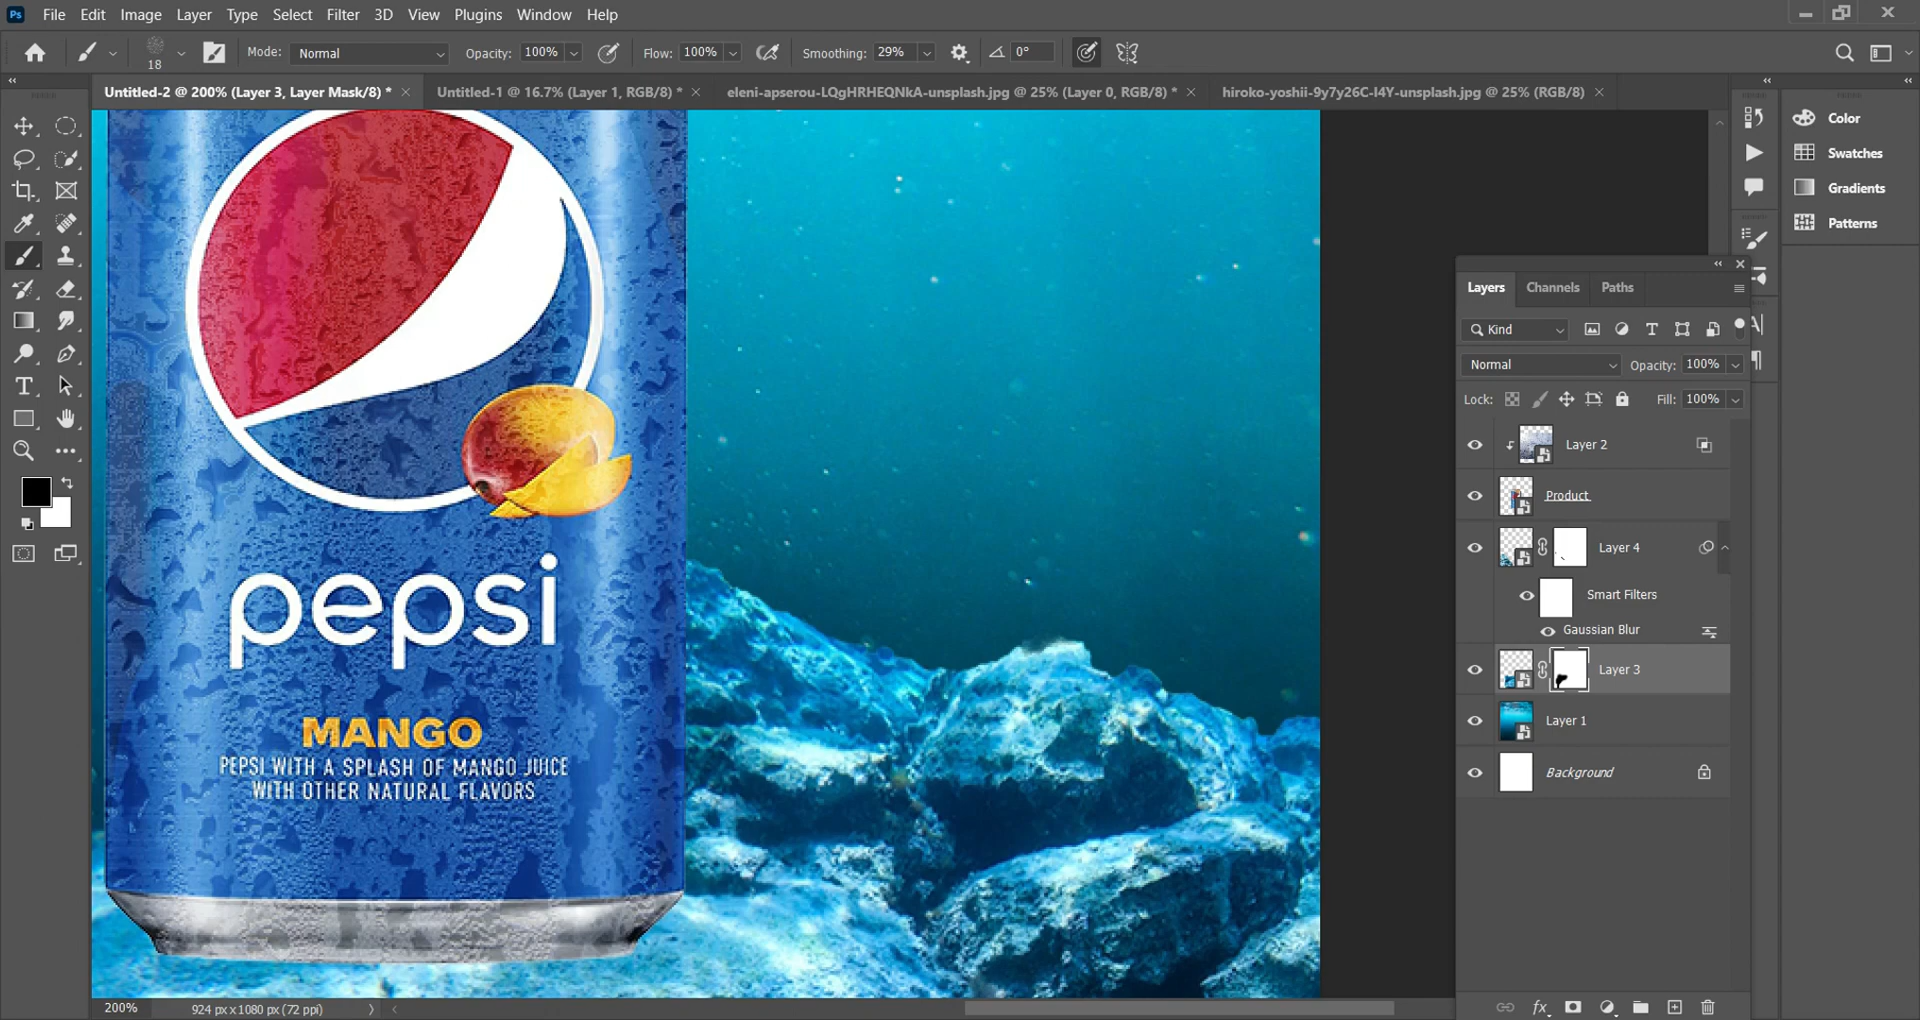 Ps File Edit Image Layer Type Select Filter 3D View Plugins Window Help
18 Mode: Normal Opacity: 100% Flow: 100% Smoothing: 29% 0°
Untitled-2 @ 200% (Layer 3, Layer Mask/8) * Untitled-1 @ 16.7% (Layer 1, RGB/8) * eleni-apserou-LQgHRHEQNkA-unsplash.jpg @ 25% (Layer 0, RGB/8) * hiroko-yoshii-9y7y26C-I4Y-unsplash.jpg @ 25% (RGB/8)
Color
Swatches
Gradients
Patterns
Layers Channels Paths
Kind
Normal Opacity: 100%
Lock: Fill: 100%
Layer 2
Product
Layer 4
Smart Filters
Gaussian Blur
Layer 3
Layer 1
Background
pepsi
MANGO
PEPSI WITH A SPLASH OF MANGO JUICE
WITH OTHER NATURAL FLAVORS
200% 924 px x 1080 px (72 ppi)
fx